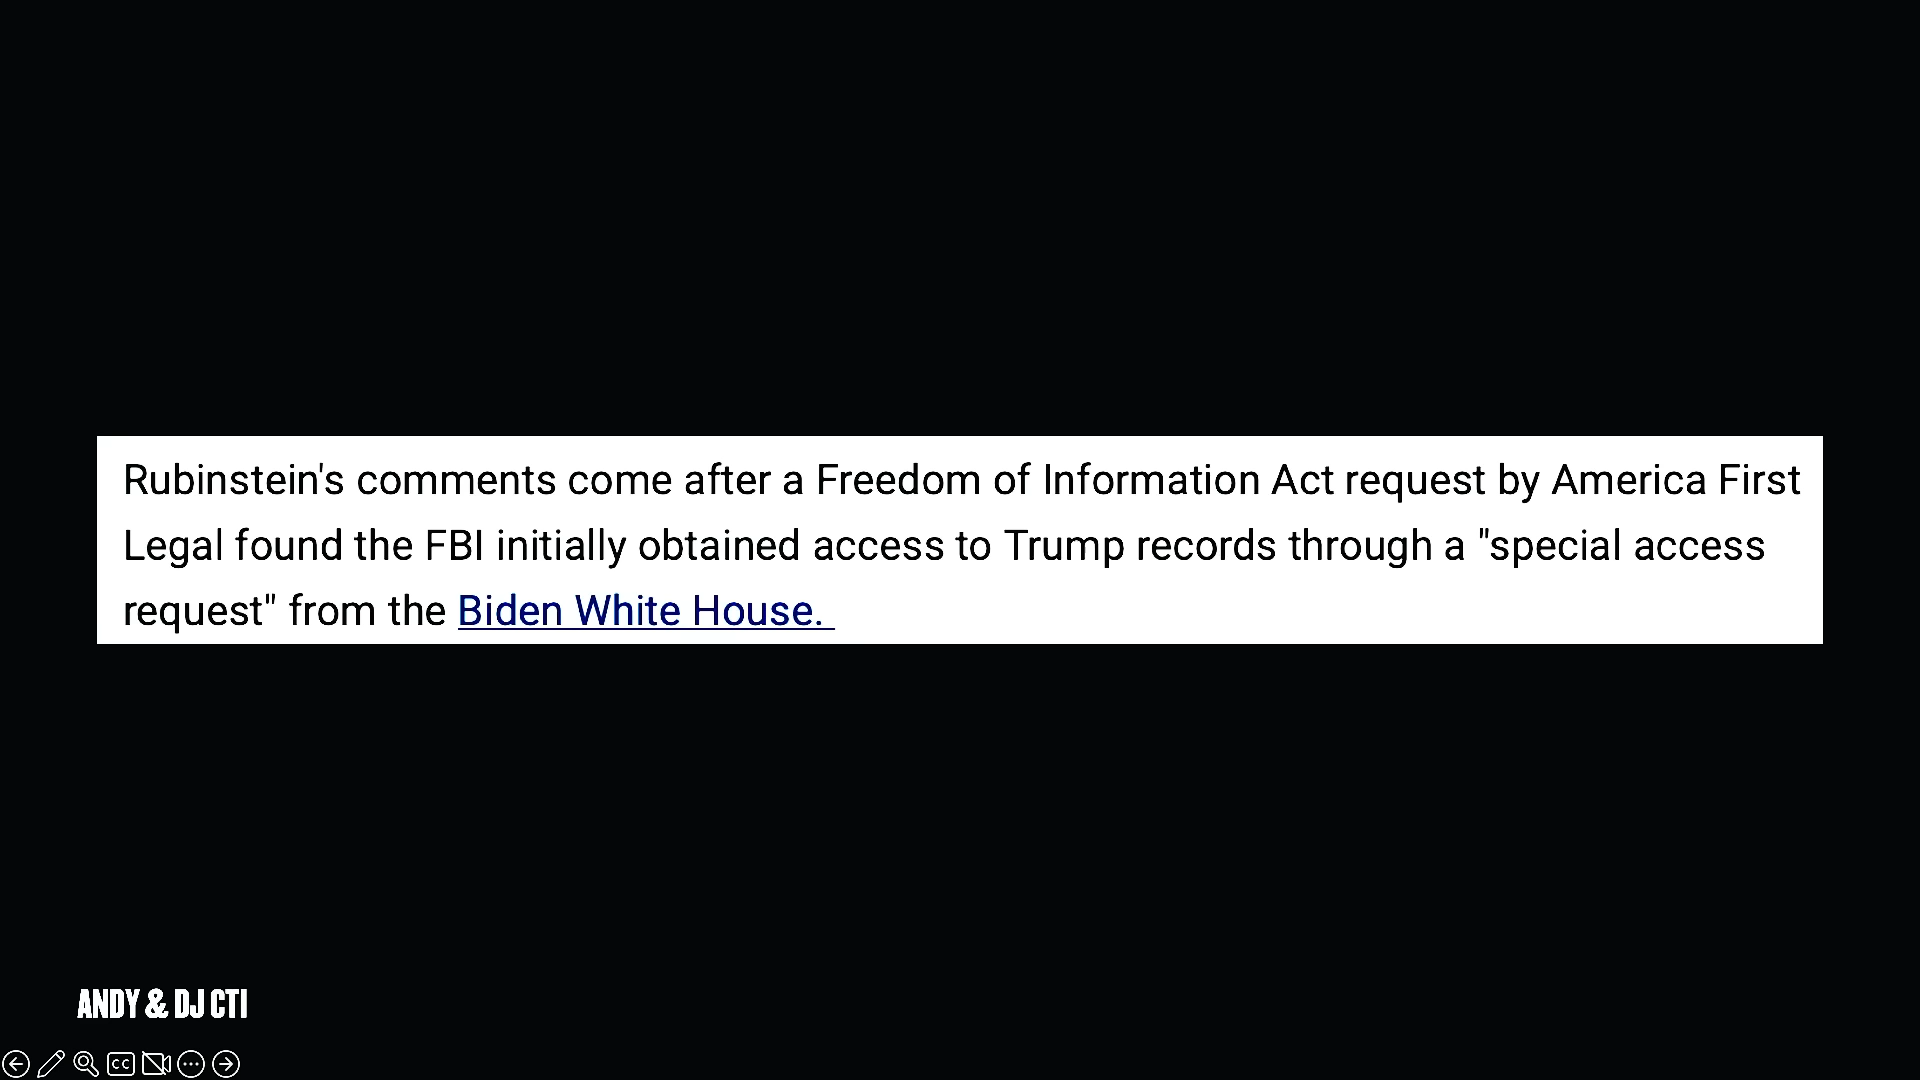 Rubinstein's comments come after a Freedom of Information Act request by America First
Legal found the FBI initially obtained access to Trump records through a "special access
request" from the Biden White House.
ANDY & DJ CTI
CC